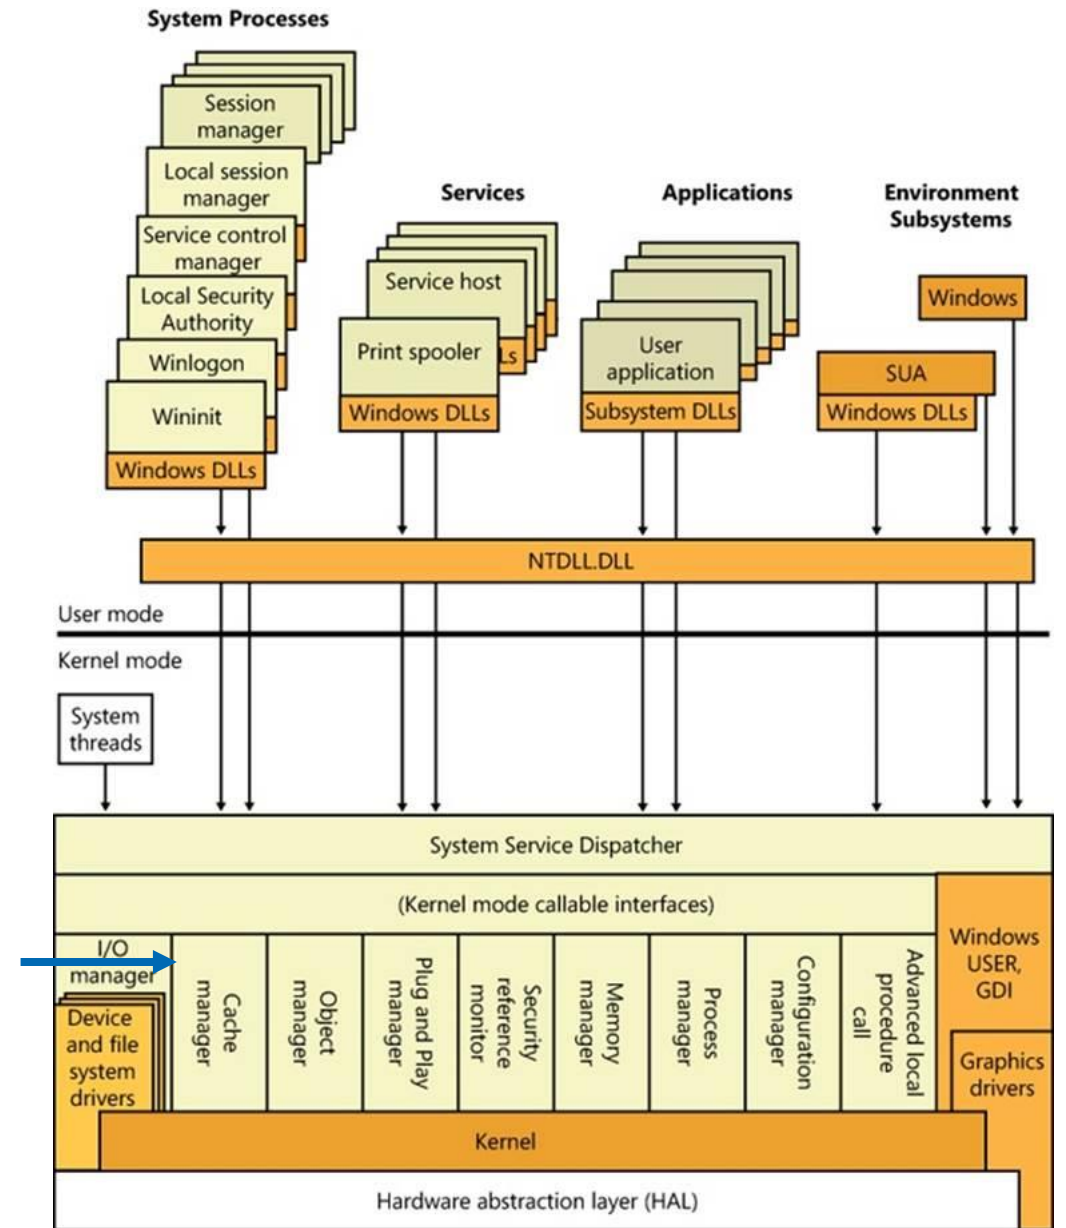 System Processes
Session
manager
Local session
manager
Service control
manager
Local Security
Authority
Winlogon
Wininit
Windows DLLs
Services
Service host
Print spooler
Ls
Windows DLLs
Applications
User
application
Subsystem DLLs
Environment
Subsystems
Windows
SUA
Windows DLLs
NTDLL.DLL
User mode
Kernel mode
System
threads
System Service Dispatcher
(Kernel mode callable interfaces)
I/O
manager
Device
and file
system
drivers
Cache
manager
Object
manager
Plug and Play
manager
Security
reference
monitor
Memory
manager
Process
manager
Configuration
manager
Advanced local
procedure
call
Windows
USER,
GDI
Graphics
drivers
Kernel
Hardware abstraction layer (HAL)